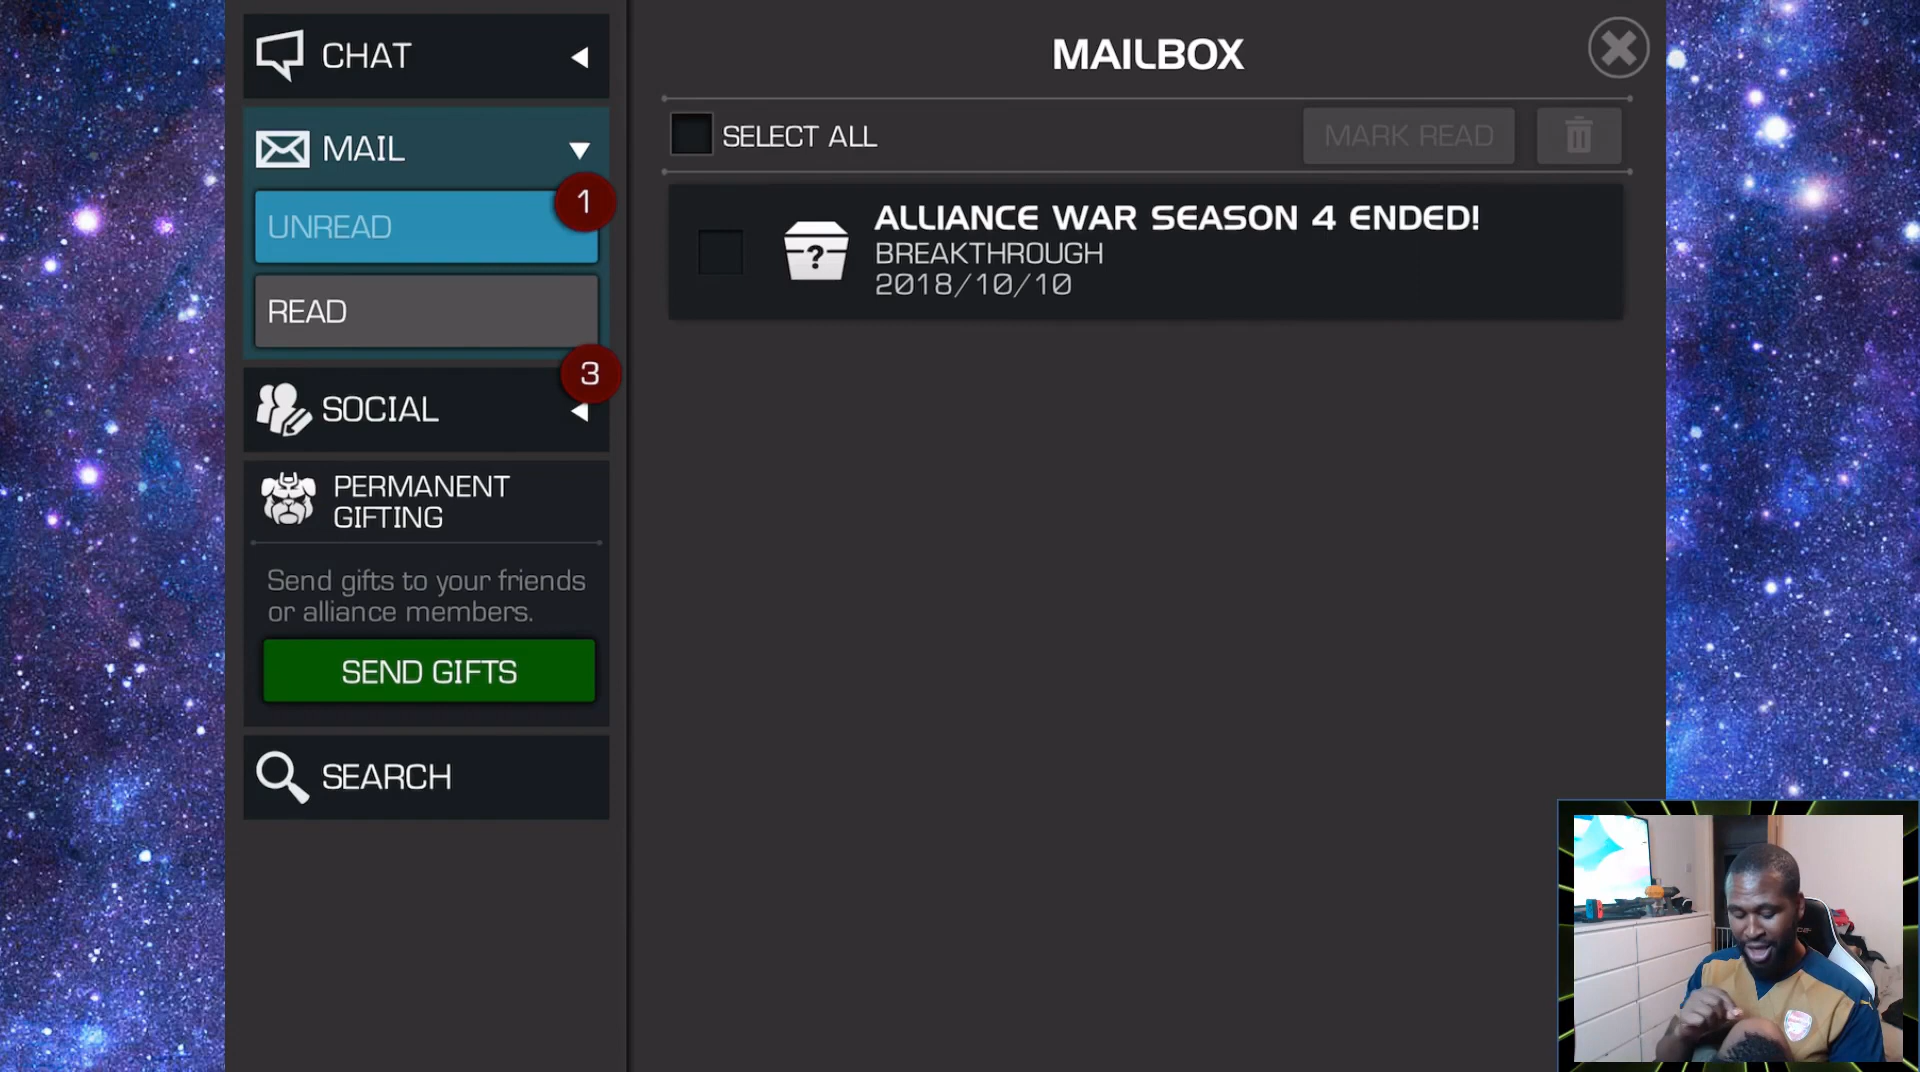 CHAT
MAIL
UNREAD
1
READ
3
SOCIAL
PERMANENT
GIFTING
Send gifts to your friends
or alliance members.
SEND GIFTS
SEARCH
MAILBOX
SELECT ALL
MARK READ
?
ALLIANCE WAR SEASON 4 ENDED!
BREAKTHROUGH
2018/10/10